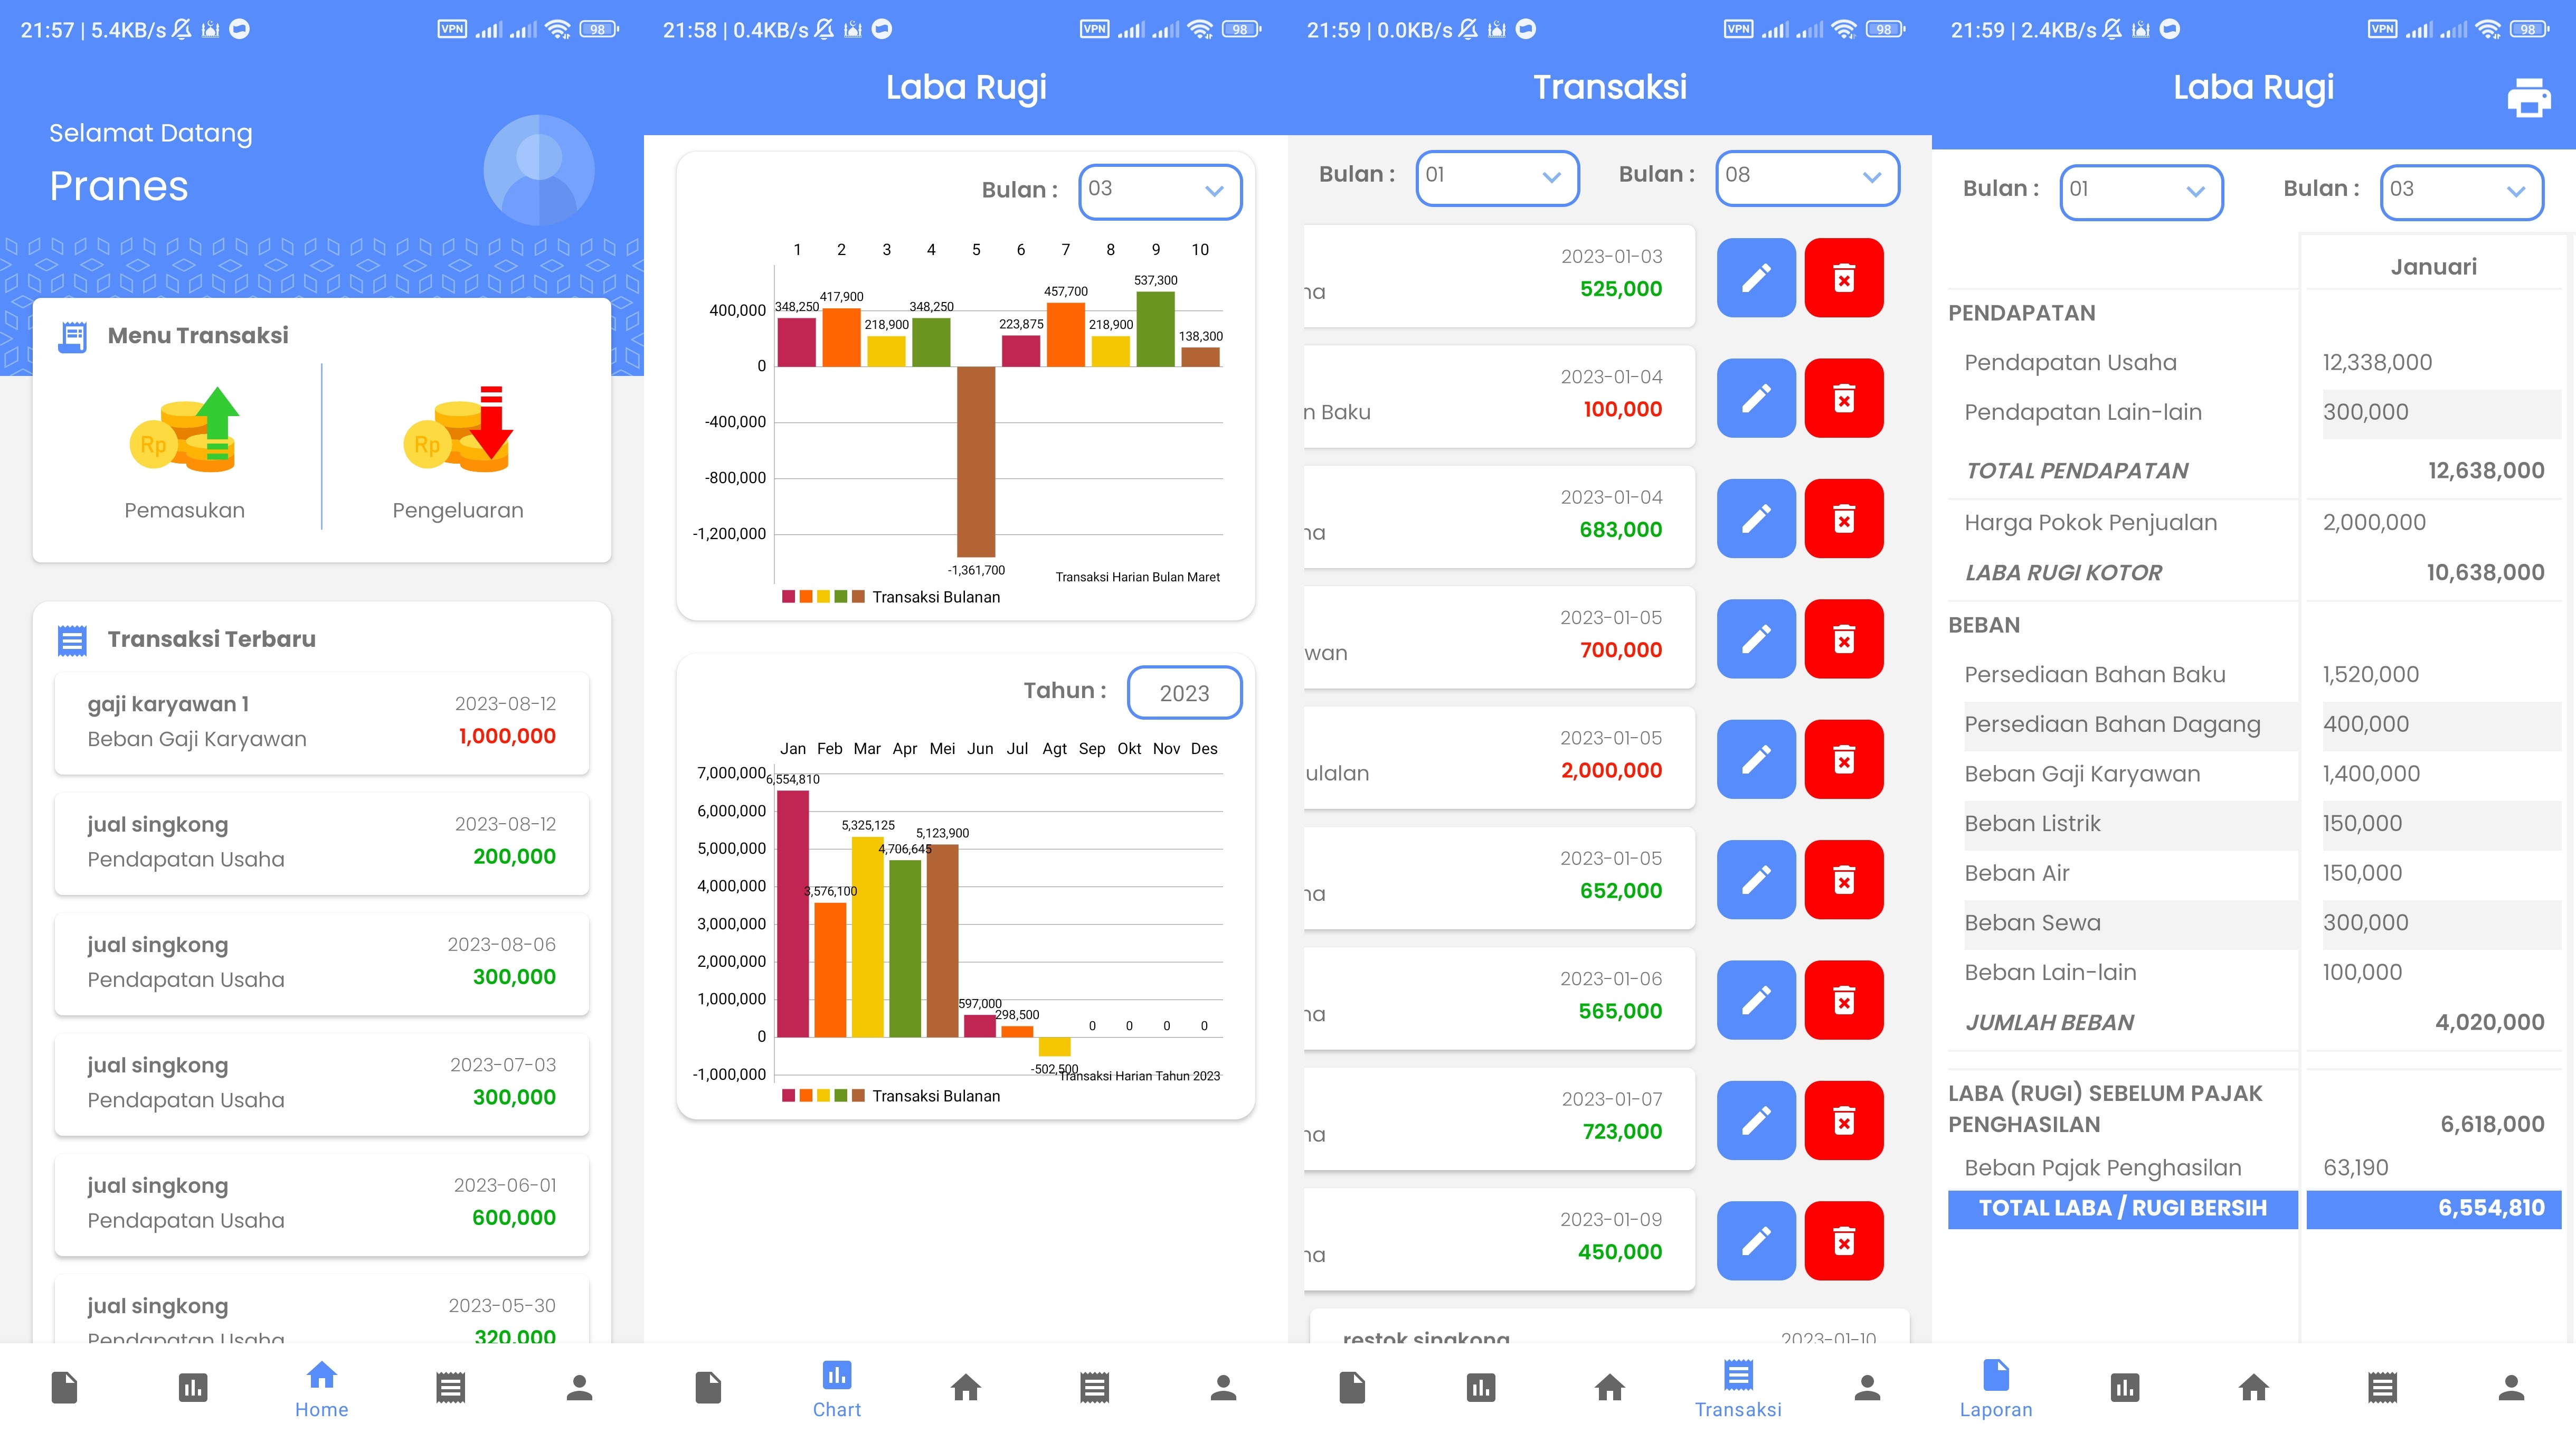 21:57 | 5.4KB/s
VPN
98
Selamat Datang
Pranes
Menu Transaksi
Rp
Rp
Pemasukan
Pengeluaran
Transaksi Terbaru
gaji karyawan 1 2023-08-12
Beban Gaji Karyawan 1,000,000
jual singkong 2023-08-12
Pendapatan Usaha 200,000
jual singkong 2023-08-06
Pendapatan Usaha 300,000
jual singkong 2023-07-03
Pendapatan Usaha 300,000
jual singkong 2023-06-01
Pendapatan Usaha 600,000
jual singkong 2023-05-30
Pendapatan Usaha 320,000
Home
21:58 | 0.4KB/s
VPN
98
Laba Rugi
Bulan : 03
1 2 3 4 5 6 7 8 9 10
400,000
0
-400,000
-800,000
-1,200,000
348,250
417,900
218,900
348,250
-1,361,700
223,875
457,700
218,900
537,300
138,300
Transaksi Harian Bulan Maret
Transaksi Bulanan
Tahun : 2023
Jan Feb Mar Apr Mei Jun Jul Agt Sep Okt Nov Des
7,000,000
6,000,000
5,000,000
4,000,000
3,000,000
2,000,000
1,000,000
0
-1,000,000
6,554,810
3,576,100
5,325,125
4,706,645
5,123,900
597,000
298,500
-502,500
0
0
0
0
Transaksi Harian Tahun 2023
Transaksi Bulanan
Chart
21:59 | 0.0KB/s
VPN
98
Transaksi
Bulan : 01 Bulan : 08
2023-01-03
na 525,000
2023-01-04
n Baku 100,000
2023-01-04
na 683,000
2023-01-05
wan 700,000
2023-01-05
ulalan 2,000,000
2023-01-05
na 652,000
2023-01-06
na 565,000
2023-01-07
na 723,000
2023-01-09
na 450,000
restok singkong 2023-01-10
Transaksi
21:59 | 2.4KB/s
VPN
98
Laba Rugi
Bulan : 01 Bulan : 03
Januari
PENDAPATAN
Pendapatan Usaha 12,338,000
Pendapatan Lain-lain 300,000
TOTAL PENDAPATAN 12,638,000
Harga Pokok Penjualan 2,000,000
LABA RUGI KOTOR 10,638,000
BEBAN
Persediaan Bahan Baku 1,520,000
Persediaan Bahan Dagang 400,000
Beban Gaji Karyawan 1,400,000
Beban Listrik 150,000
Beban Air 150,000
Beban Sewa 300,000
Beban Lain-lain 100,000
JUMLAH BEBAN 4,020,000
LABA (RUGI) SEBELUM PAJAK
PENGHASILAN 6,618,000
Beban Pajak Penghasilan 63,190
TOTAL LABA / RUGI BERSIH 6,554,810
Laporan